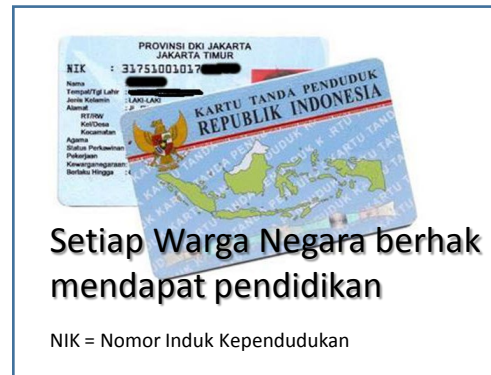 PROVINSI DKI JAKARTA
JAKARTA TIMUR
NIK : 31751001017
Nama
Tempat/Tgl Lahir
Jenis Kelamin : LAKI-LAKI
Alamat
RT/RW
Kel/Desa
Kecamatan
Agama
Status Perkawinan
Pekerjaan
Kewarganegaraan
Berlaku Hingga
KARTU TANDA PENDUDUK
REPUBLIK INDONESIA
Setiap Warga Negara berhak
mendapat pendidikan
NIK = Nomor Induk Kependudukan